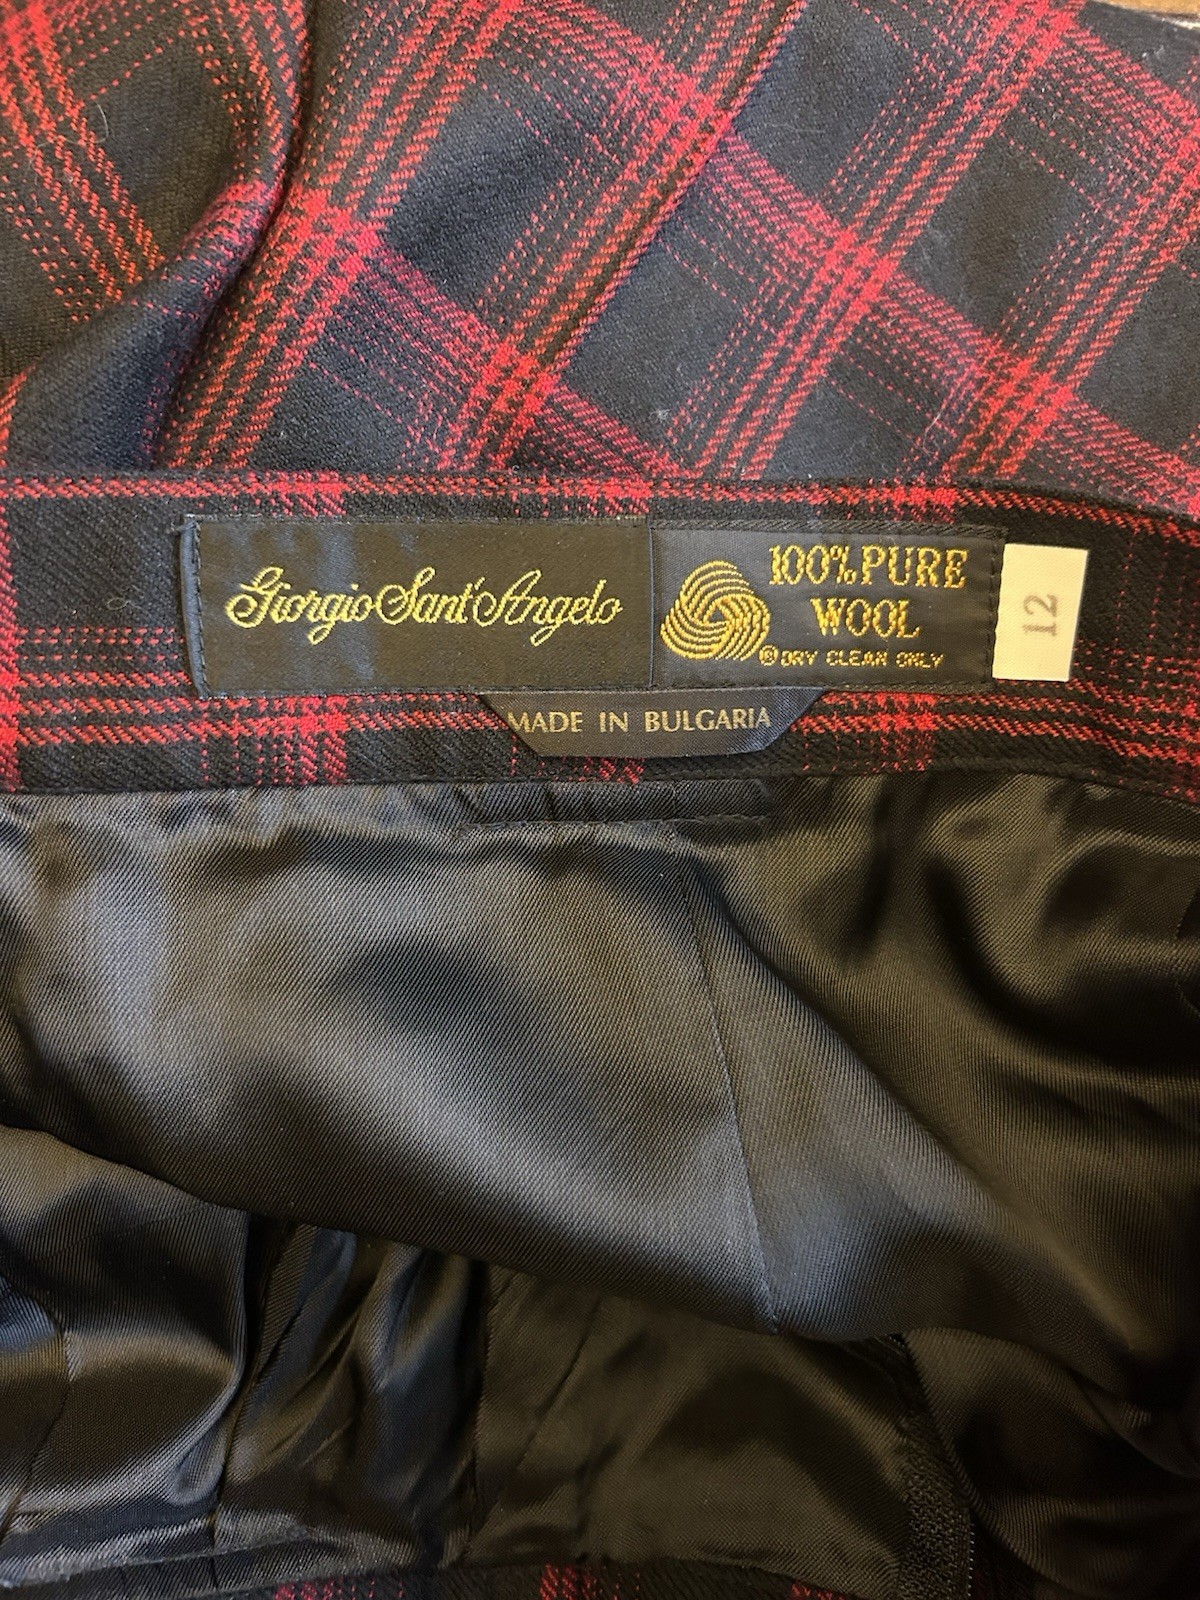 Giorgio Sant'Angelo
100% PURE
WOOL
® DRY CLEAN ONLY
12
MADE IN BULGARIA